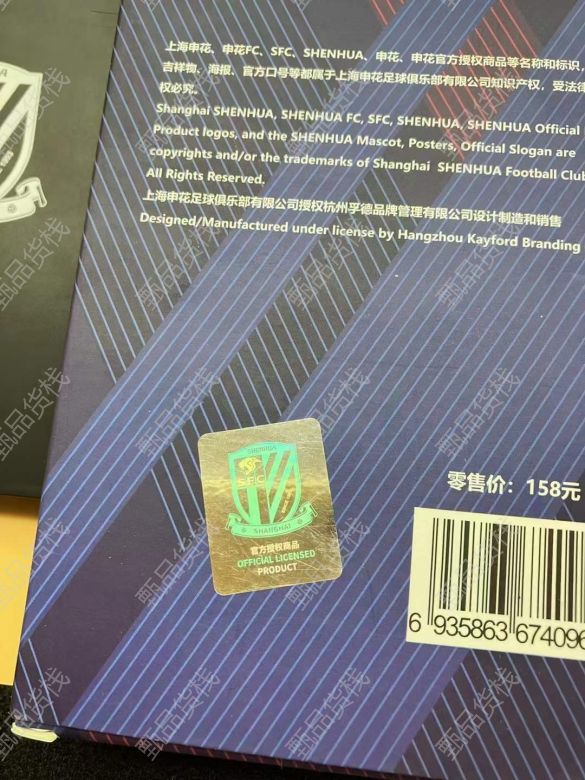 上海申花、申花FC、SFC、SHENHUA、申花、申花官方授权商品等名称和标识，
吉祥物、海报、官方口号等都属于上海申花足球俱乐部有限公司知识产权，受法律
权必究。
Shanghai SHENHUA, SHENHUA FC, SFC, SHENHUA, SHENHUA Official
Product logos, and the SHENHUA Mascot, Posters, Official Slogan are
copyrights and/or the trademarks of Shanghai SHENHUA Football Club
All Rights Reserved.
上海申花足球俱乐部有限公司授权杭州孚德品牌管理有限公司设计制造和销售
Designed/Manufactured under license by Hangzhou Kayford Branding
SHENHUA
S.F.C
SHANGHAI
官方授权商品
OFFICIAL LICENSED
PRODUCT
零售价：158元
6 935863 674096
甄品货栈